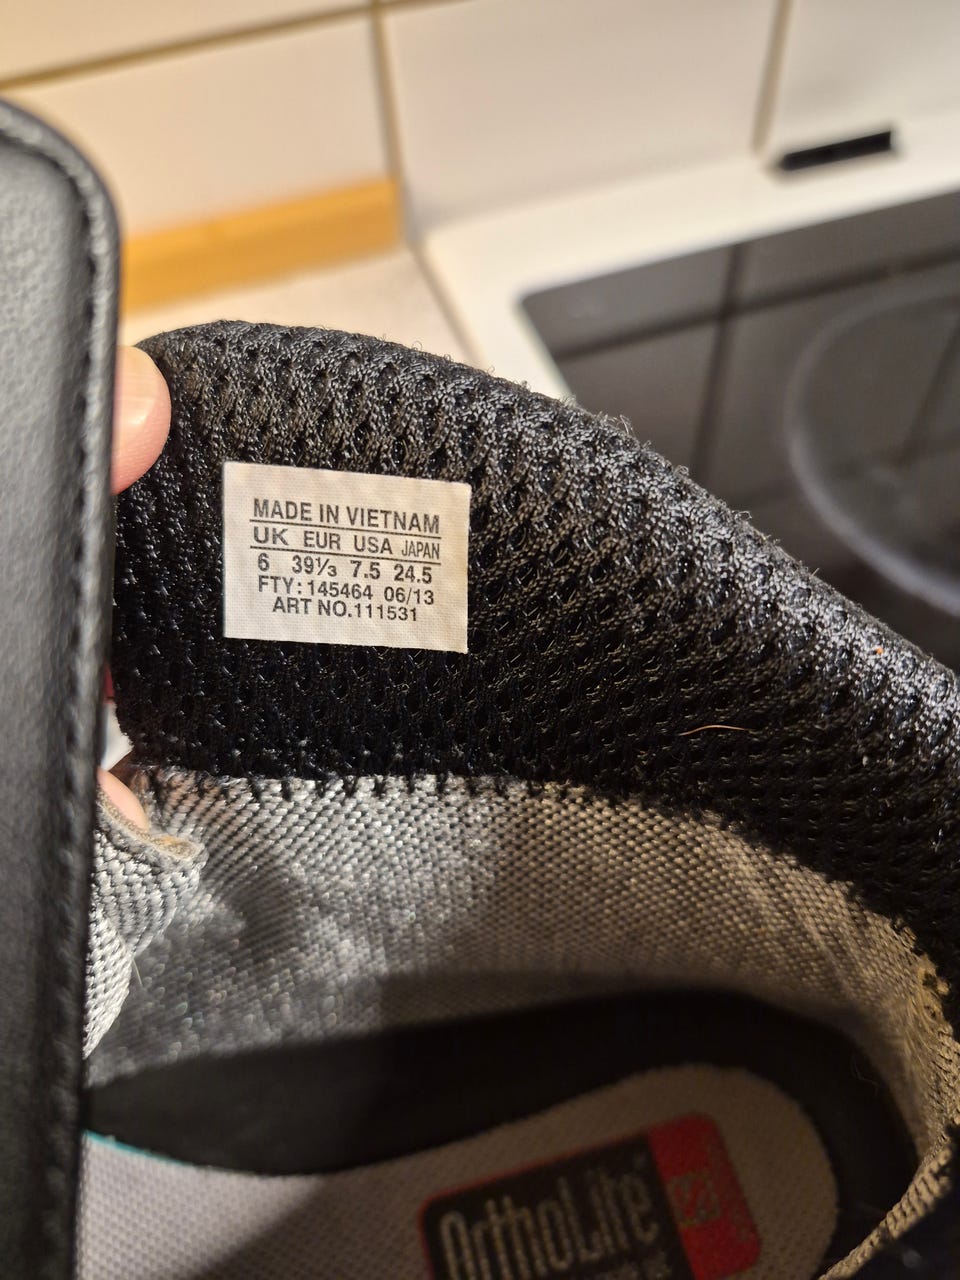 MADE IN VIETNAM
UK EUR USA JAPAN
6 39⅓ 7.5 24.5
FTY: 145464 06/13
ART NO.111531
OrthoLite